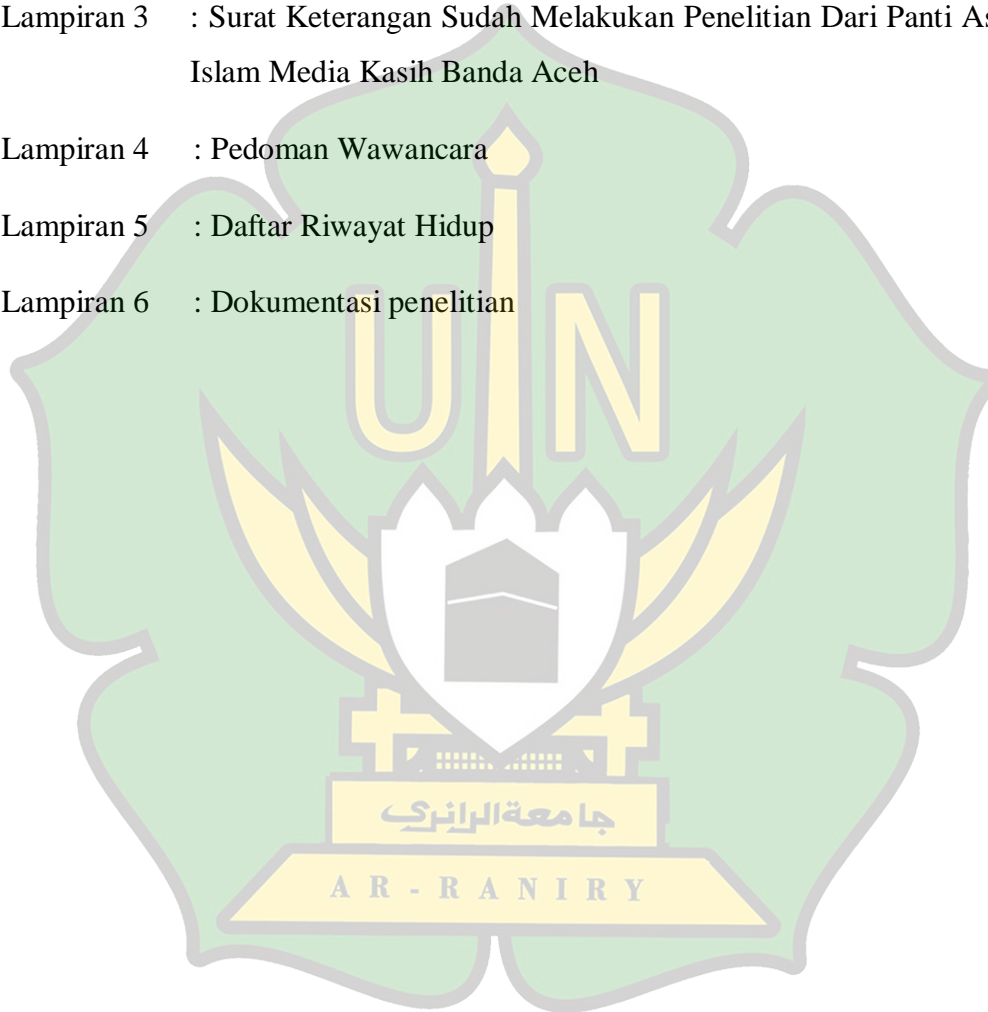 Lampiran 3 : Surat Keterangan Sudah Melakukan Penelitian Dari Panti
Islam Media Kasih Banda Aceh
Lampiran 4 : Pedoman Wawancara
Lampiran 5 : Daftar Riwayat Hidup
Lampiran 6 : Dokumentasi penelitian
UIN
جامعة الرانري
AR-RANIRY